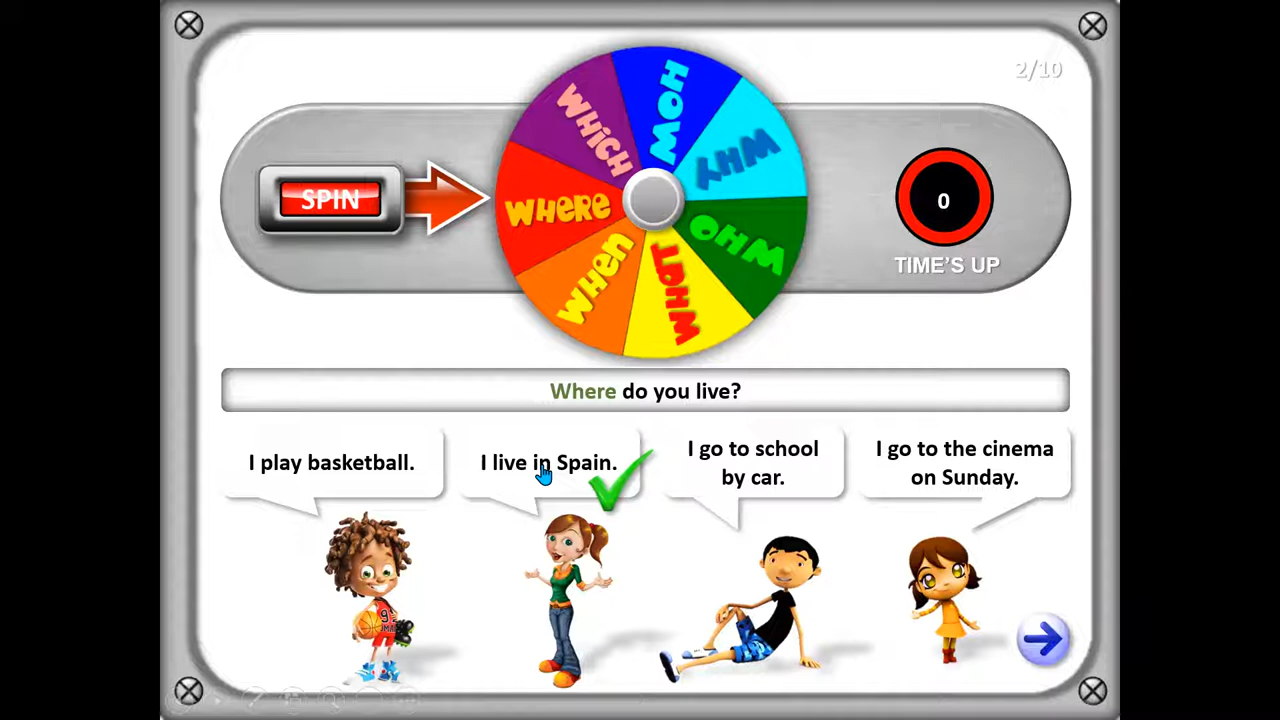 2/10
HOW
WHICH
WHY
SPIN
WHERE
0
WHO
WHEN
WHAT
TIME'S UP
Where do you live?
I play basketball.
I live in Spain.
I go to school
by car.
I go to the cinema
on Sunday.